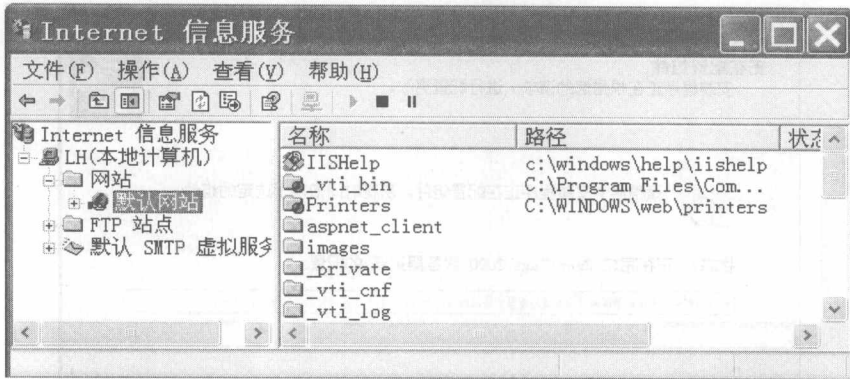 Internet 信息服务
文件(F) 操作(A) 查看(V) 帮助(H)
Internet 信息服务
LH(本地计算机)
网站
默认网站
FTP 站点
默认 SMTP 虚拟服务
名称 路径 状态
IISHelp C:\windows\help\iishelp
_vti_bin C:\Program Files\Com...
Printers C:\WINDOWS\web\printers
aspnet_client
images
_private
_vti_cnf
_vti_log